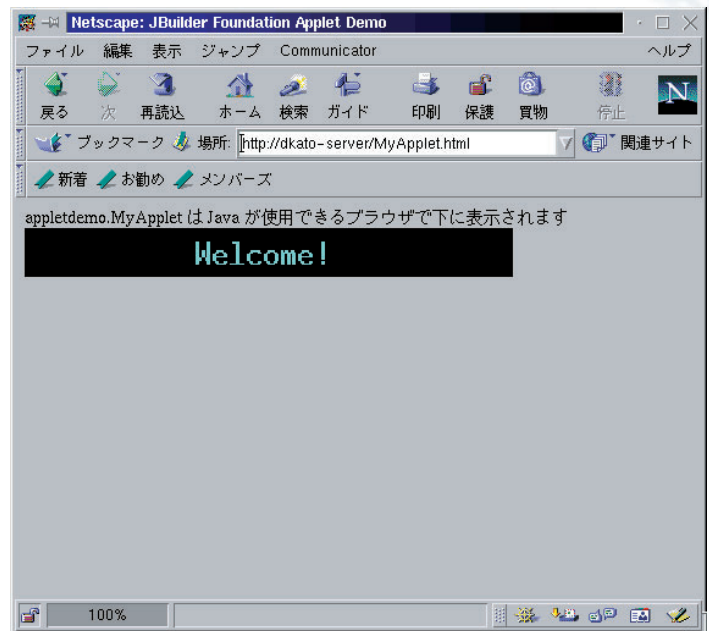 Netscape: JBuilder Foundation Applet Demo
ファイル 編集 表示 ジャンプ Communicator ヘルプ
戻る 次 再読込 ホーム 検索 ガイド 印刷 保護 買物 停止 N
ブックマーク 場所: http://dkato-server/MyApplet.html 関連サイト
新着 お勧め メンバーズ
appletdemo.MyApplet は Java が使用できるブラウザで下に表示されます
Welcome!
100%